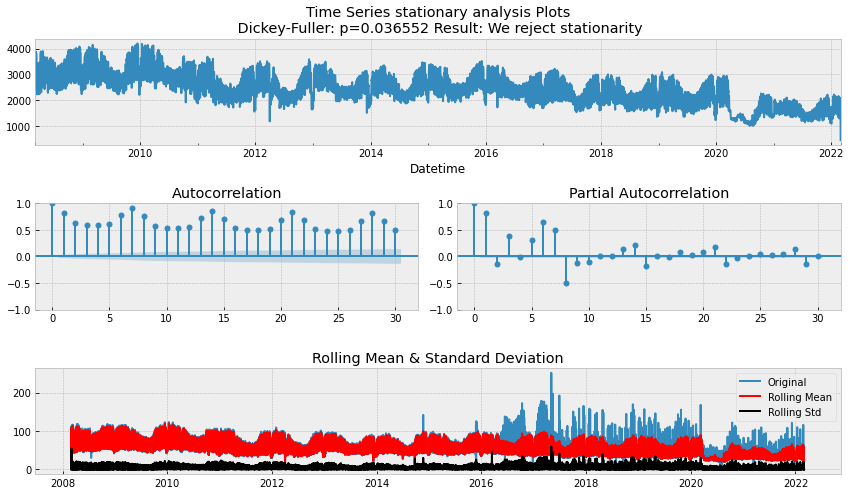 Time Series stationary analysis Plots
Dickey-Fuller: p=0.036552 Result: We reject stationarity
4000
3000
2000
1000
2010 2012 2014 2016 2018 2020 2022
Datetime
Autocorrelation
1.0
0.5
0.0
−0.5
−1.0
0 5 10 15 20 25 30
Partial Autocorrelation
1.0
0.5
0.0
−0.5
−1.0
0 5 10 15 20 25 30
Rolling Mean & Standard Deviation
200
100
0
Original
Rolling Mean
Rolling Std
2008 2010 2012 2014 2016 2018 2020 2022